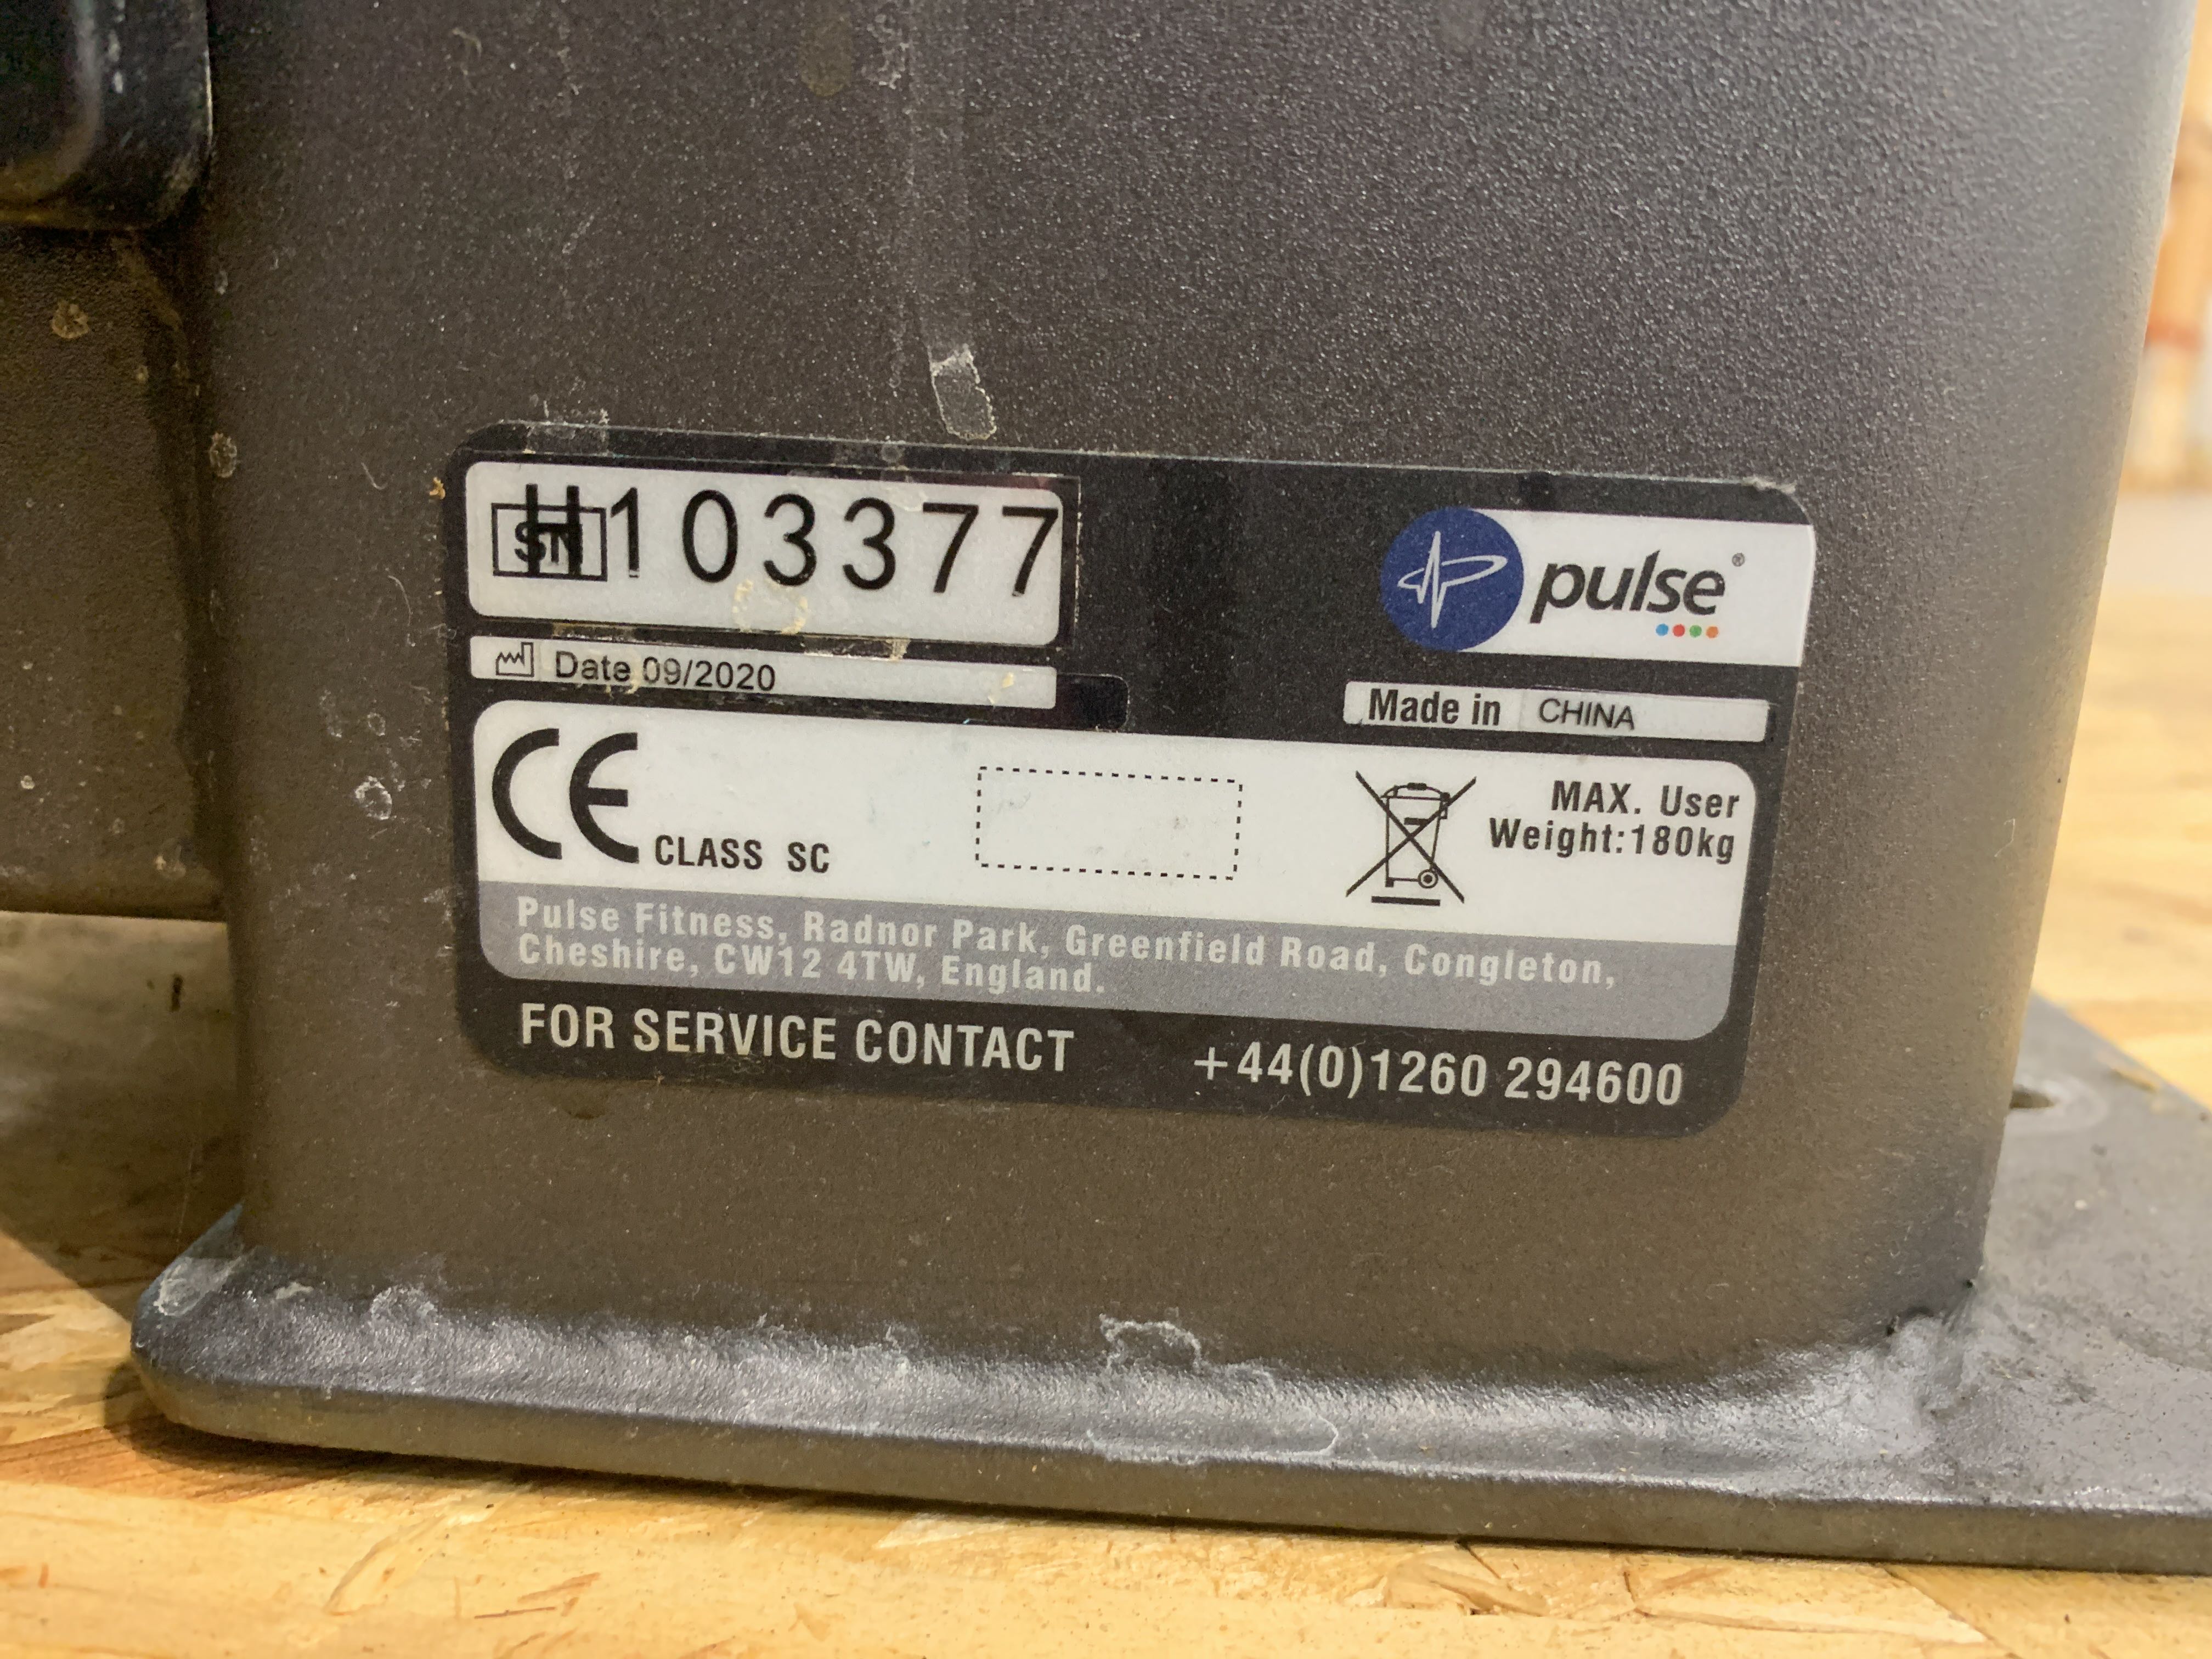 SN H103377
Date 09/2020
pulse®
Made in CHINA
CE CLASS SC
MAX. User
Weight:180kg
Pulse Fitness, Radnor Park, Greenfield Road, Congleton,
Cheshire, CW12 4TW, England.
FOR SERVICE CONTACT +44(0)1260 294600